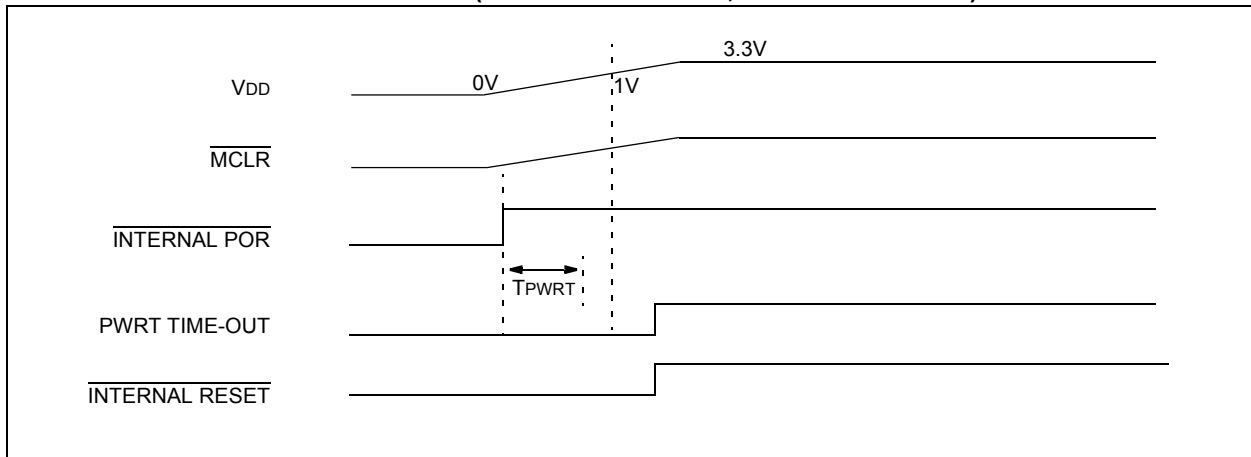 3.3V
VDD
0V
1V
MCLR
INTERNAL POR
TPWRT
PWRT TIME-OUT
INTERNAL RESET